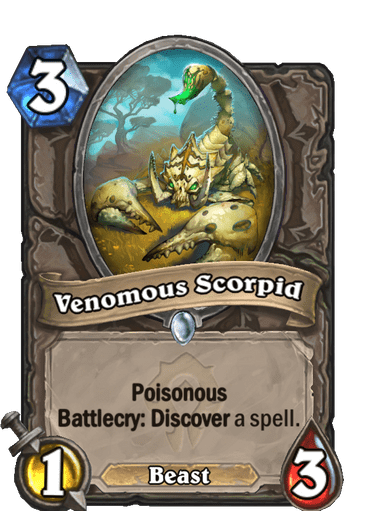 3
Venomous Scorpid
Poisonous
Battlecry: Discover a spell.
1
Beast
3